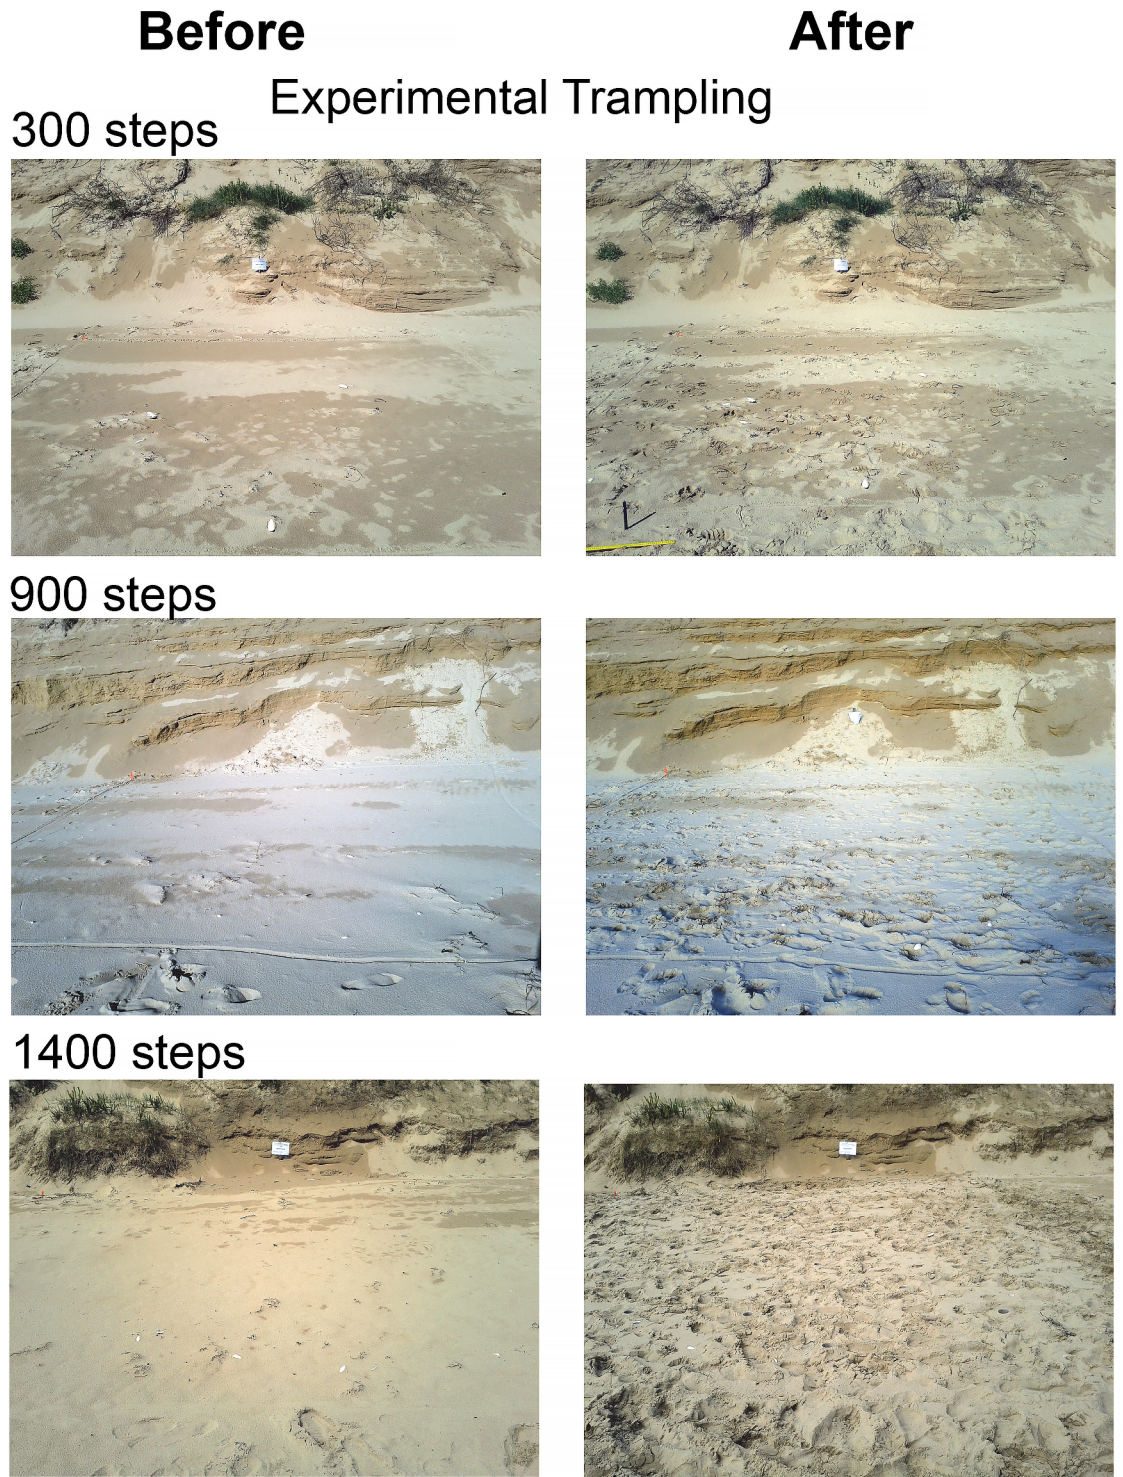 Before
After
Experimental Trampling
300 steps
900 steps
1400 steps